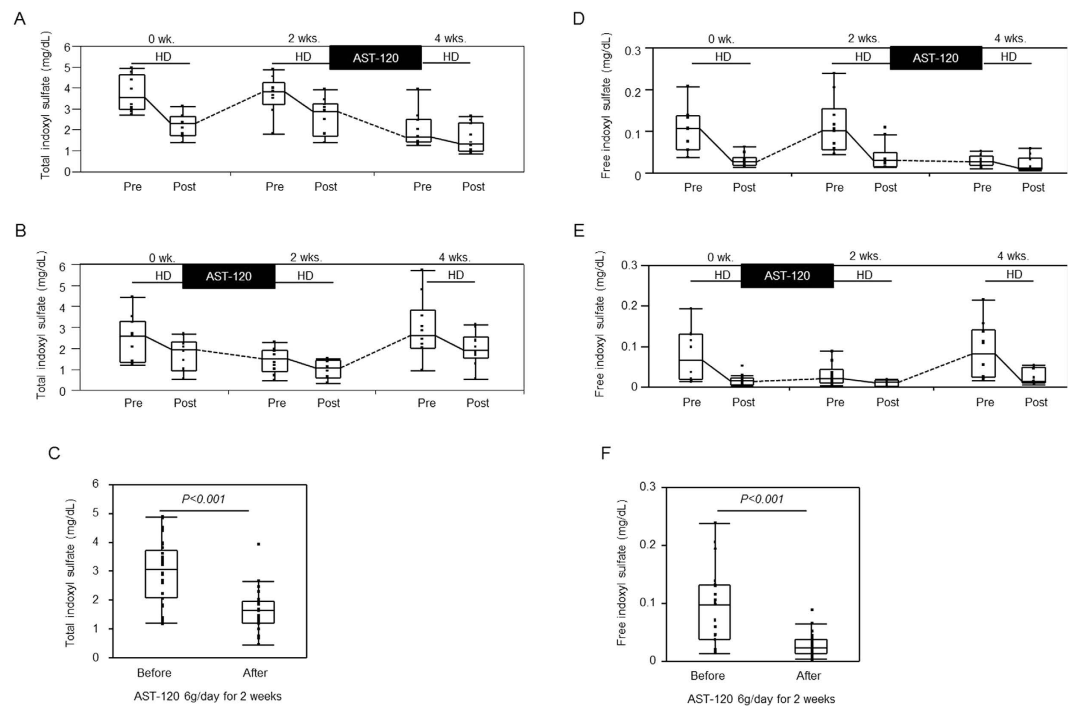 A
0 wk.
2 wks.
4 wks.
HD
HD
AST-120
HD
Total indoxyl sulfate (mg/dL)
6
5
4
3
2
1
0
Pre
Post
Pre
Post
Pre
Post
D
0 wk.
2 wks.
4 wks.
HD
HD
AST-120
HD
Free indoxyl sulfate (mg/dL)
0.3
0.2
0.1
0
Pre
Post
Pre
Post
Pre
Post
B
0 wk.
2 wks.
4 wks.
HD
AST-120
HD
HD
Total indoxyl sulfate (mg/dL)
6
5
4
3
2
1
0
Pre
Post
Pre
Post
Pre
Post
E
0 wk.
2 wks.
4 wks.
HD
AST-120
HD
HD
Free indoxyl sulfate (mg/dL)
0.3
0.2
0.1
0
Pre
Post
Pre
Post
Pre
Post
C
P<0.001
Total indoxyl sulfate (mg/dL)
6
5
4
3
2
1
0
Before
After
AST-120 6g/day for 2 weeks
F
P<0.001
Free indoxyl sulfate (mg/dL)
0.3
0.2
0.1
0
Before
After
AST-120 6g/day for 2 weeks